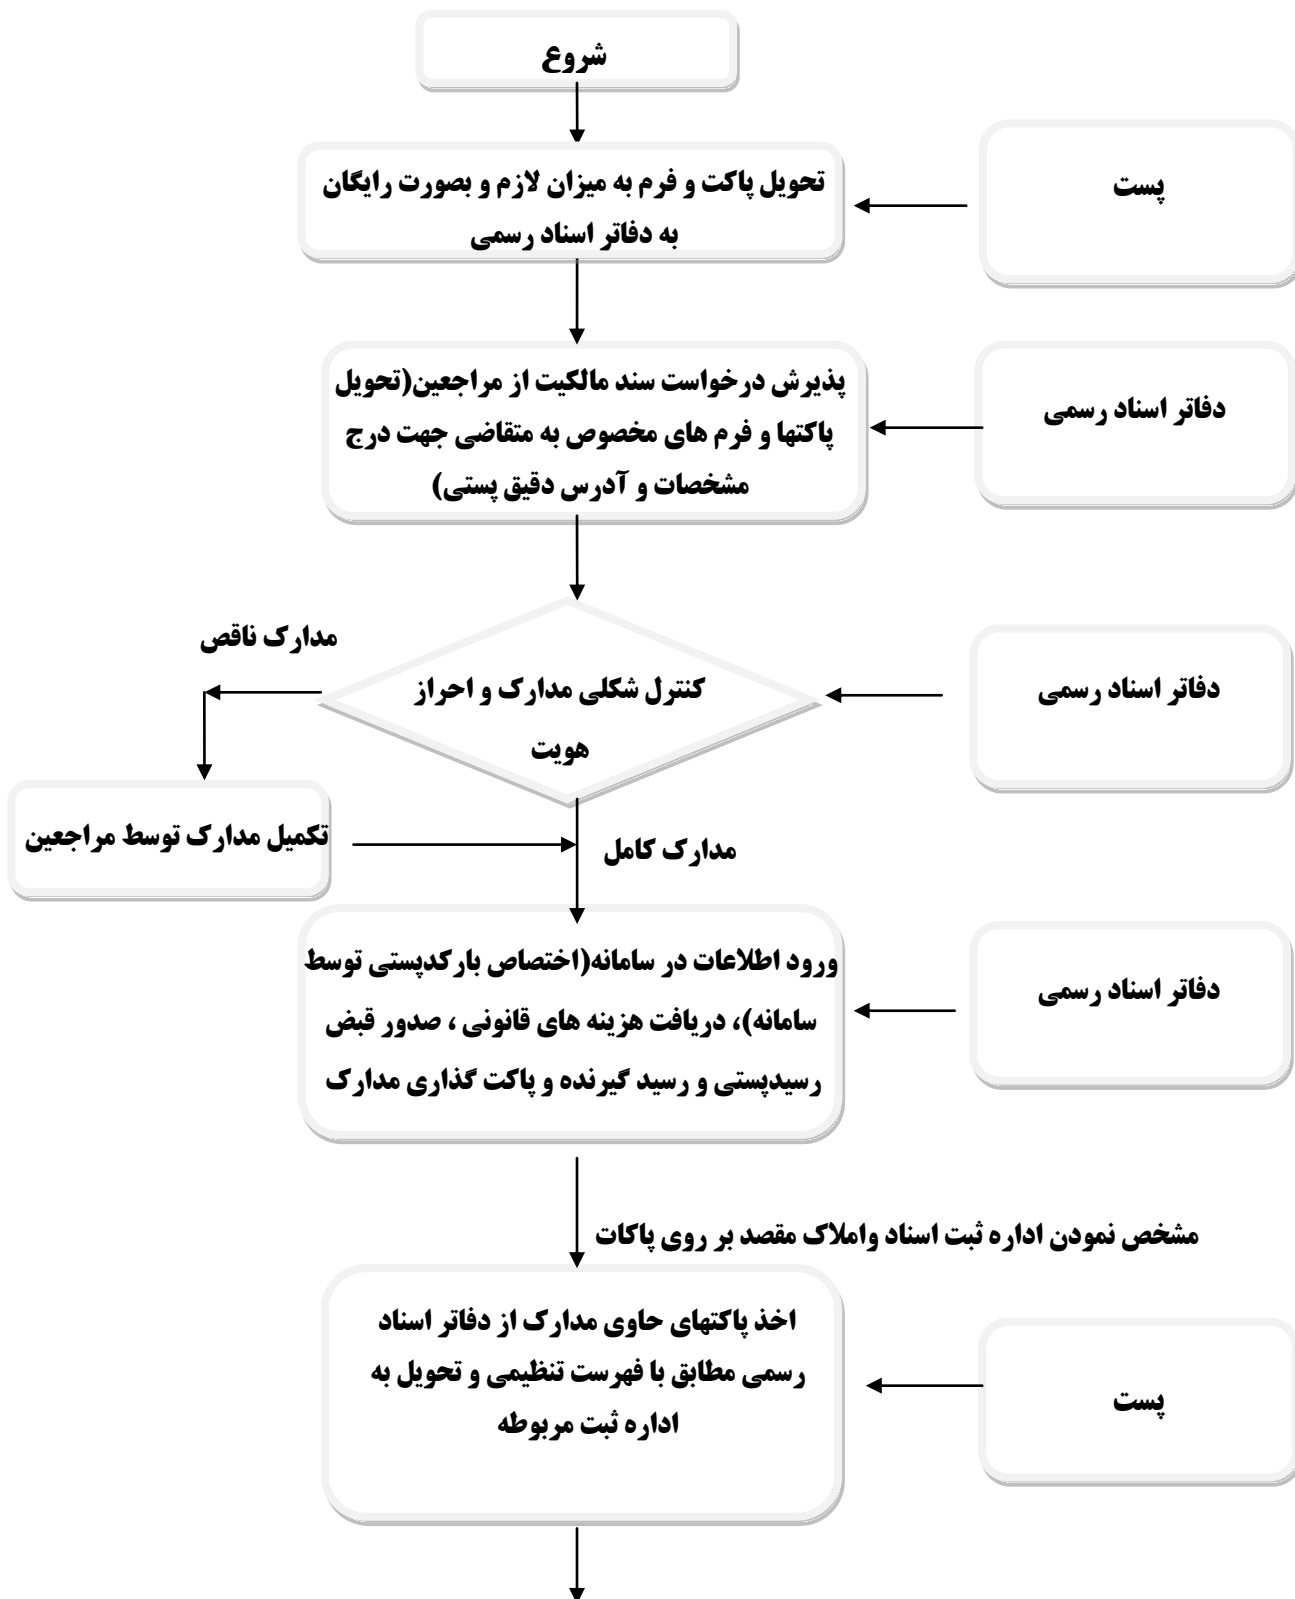 شروع
تحویل پاکت و فرم به میزان لازم و بصورت رایگان
به دفاتر اسناد رسمی
پست
پذیرش درخواست سند مالکیت از مراجعین(تحویل
پاکتها و فرم های مخصوص به متقاضی جهت درج
مشخصات و آدرس دقیق پستی)
دفاتر اسناد رسمی
مدارک ناقص
کنترل شکلی مدارک و احراز
هویت
دفاتر اسناد رسمی
تکمیل مدارک توسط مراجعین
مدارک کامل
ورود اطلاعات در سامانه(اختصاص بارکدپستی توسط
سامانه)، دریافت هزینه های قانونی ، صدور قبض
رسیدپستی و رسید گیرنده و پاکت گذاری مدارک
دفاتر اسناد رسمی
مشخص نمودن اداره ثبت اسناد واملاک مقصد بر روی پاکات
اخذ پاکتهای حاوی مدارک از دفاتر اسناد
رسمی مطابق با فهرست تنظیمی و تحویل به
اداره ثبت مربوطه
پست